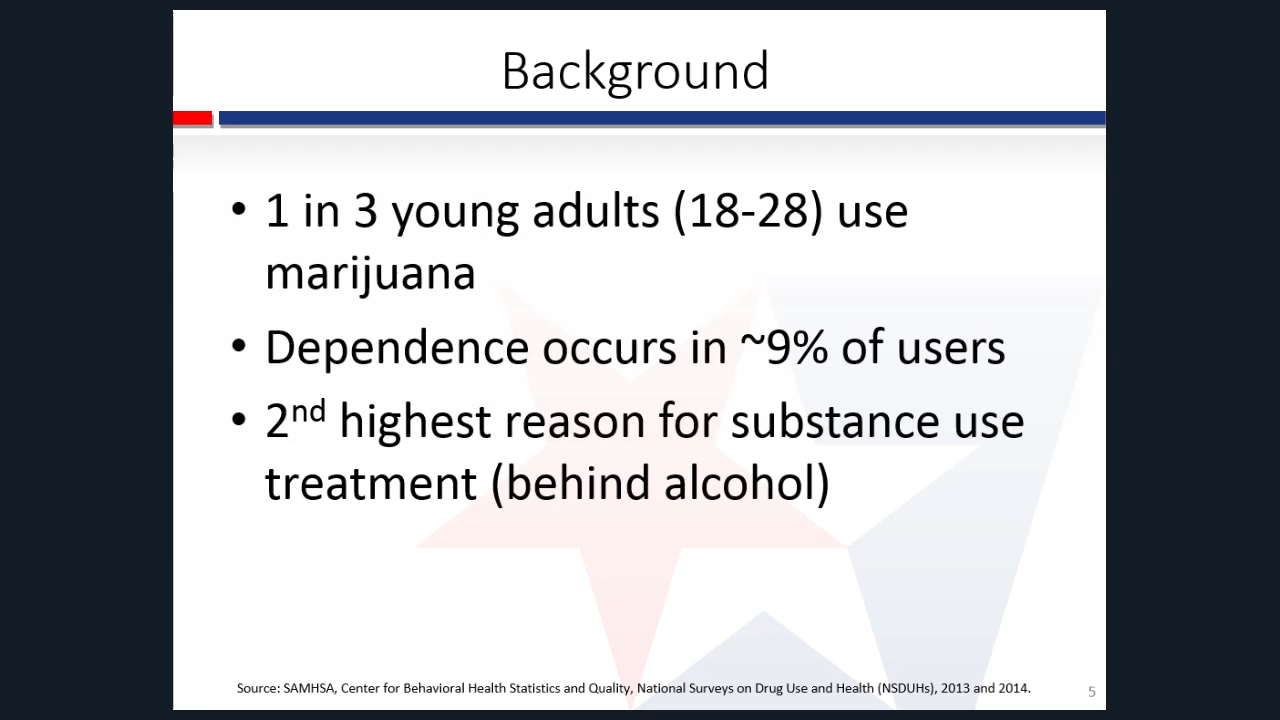 Background
• 1 in 3 young adults (18-28) use
marijuana
• Dependence occurs in ~9% of users
• 2nd highest reason for substance use
treatment (behind alcohol)
Source: SAMHSA, Center for Behavioral Health Statistics and Quality, National Surveys on Drug Use and Health (NSDUHs), 2013 and 2014.
5